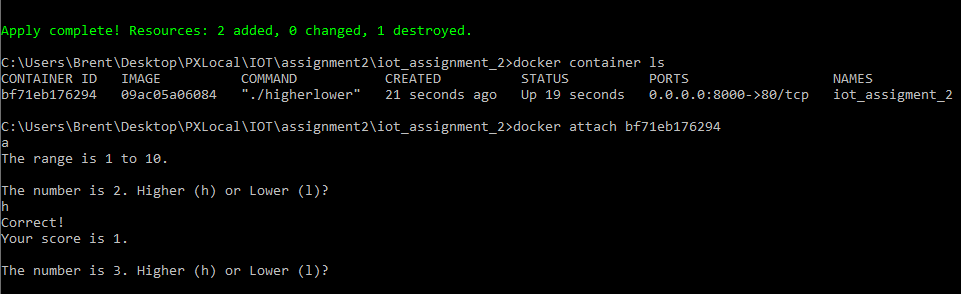 Apply complete! Resources: 2 added, 0 changed, 1 destroyed.
C:\Users\Brent\Desktop\PXLocal\IOT\assignment2\iot_assignment_2>docker container ls
CONTAINER ID   IMAGE          COMMAND           CREATED          STATUS          PORTS                  NAMES
bf71eb176294   09ac05a06084   "./higherlower"   21 seconds ago   Up 19 seconds   0.0.0.0:8000->80/tcp   iot_assigment_2
C:\Users\Brent\Desktop\PXLocal\IOT\assignment2\iot_assignment_2>docker attach bf71eb176294
a
The range is 1 to 10.
The number is 2. Higher (h) or Lower (l)?
h
Correct!
Your score is 1.
The number is 3. Higher (h) or Lower (l)?